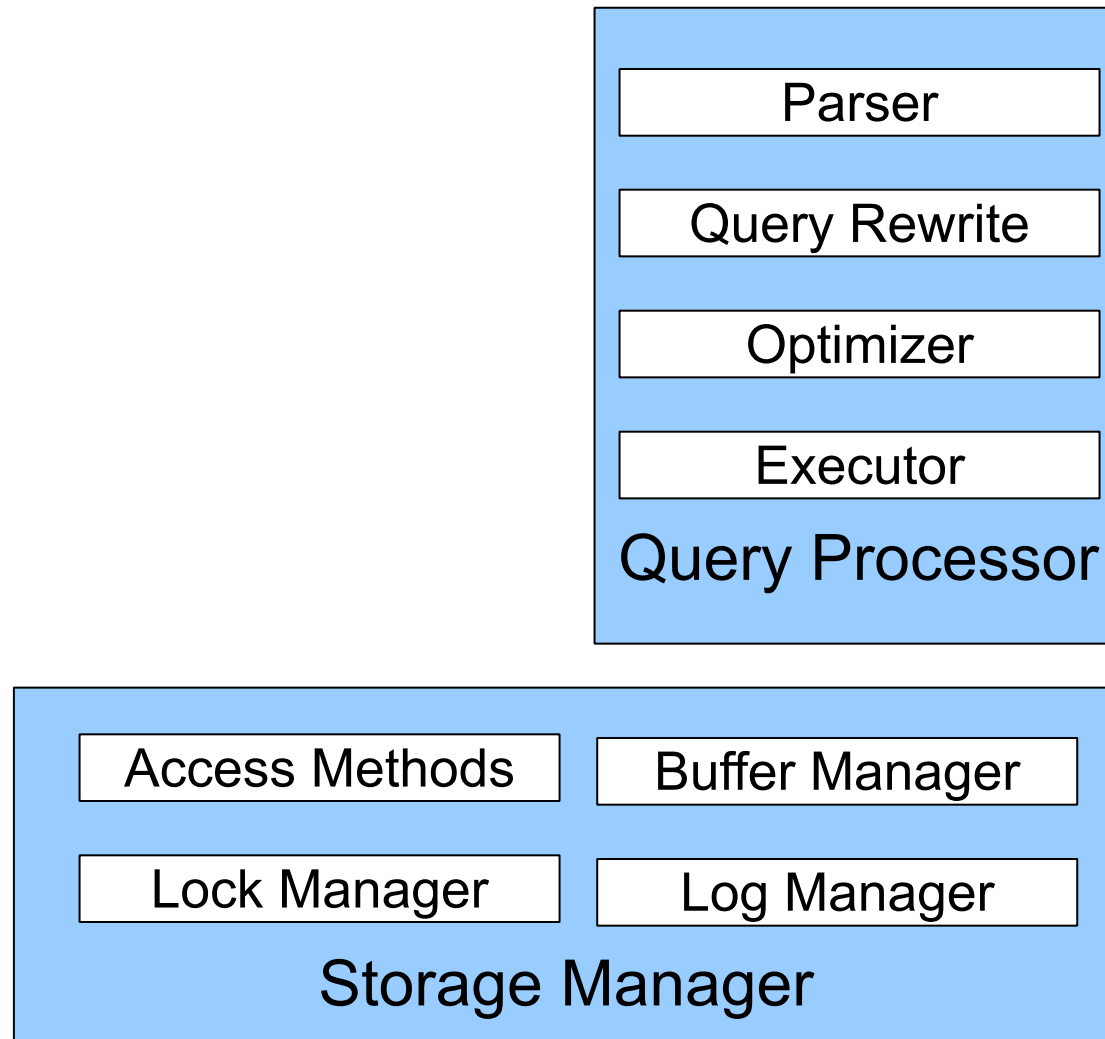 Parser
Query Rewrite
Optimizer
Executor
Query Processor
Access Methods
Buffer Manager
Lock Manager
Log Manager
Storage Manager